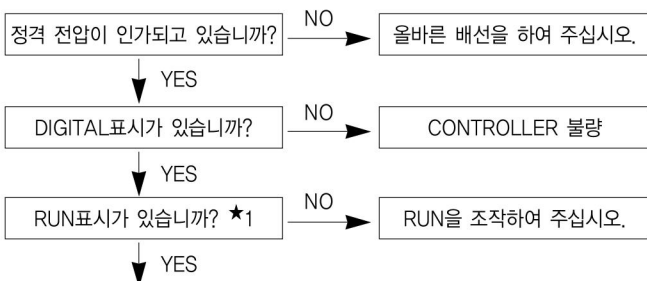 정격 전압이 인가되고 있습니까?
NO
올바른 배선을 하여 주십시오.
YES
DIGITAL표시가 있습니까?
NO
CONTROLLER 불량
YES
RUN표시가 있습니까? ★1
NO
RUN을 조작하여 주십시오.
YES